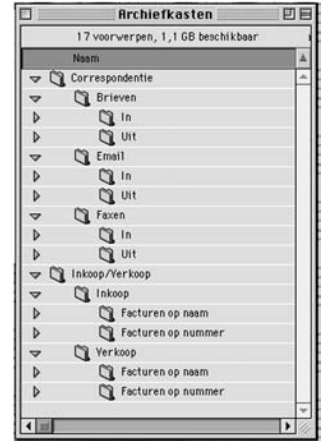 Archiefkasten
17 voorwerpen, 1,1 GB beschikbaar
Naam
Correspondentie
Brieven
In
Uit
Email
In
Uit
Faxen
In
Uit
Inkoop/Verkoop
Inkoop
Facturen op naam
Facturen op nummer
Verkoop
Facturen op naam
Facturen op nummer